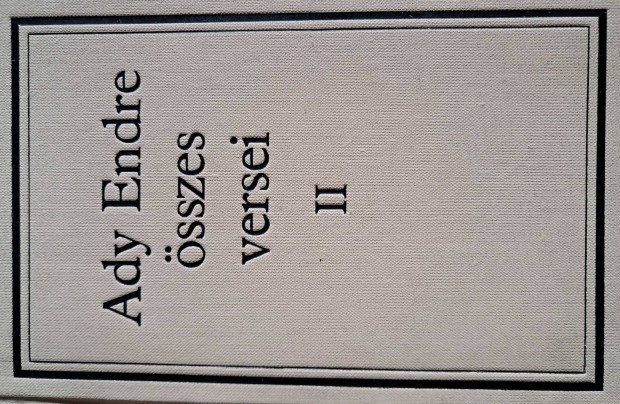 Ady Endre
összes
versei
II